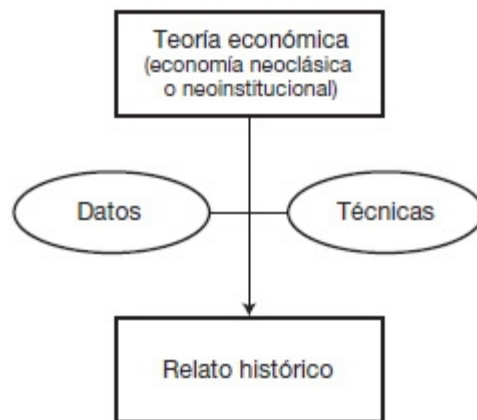 Teoría económica
(economía neoclásica
o neoinstitucional)
Datos
Técnicas
Relato histórico